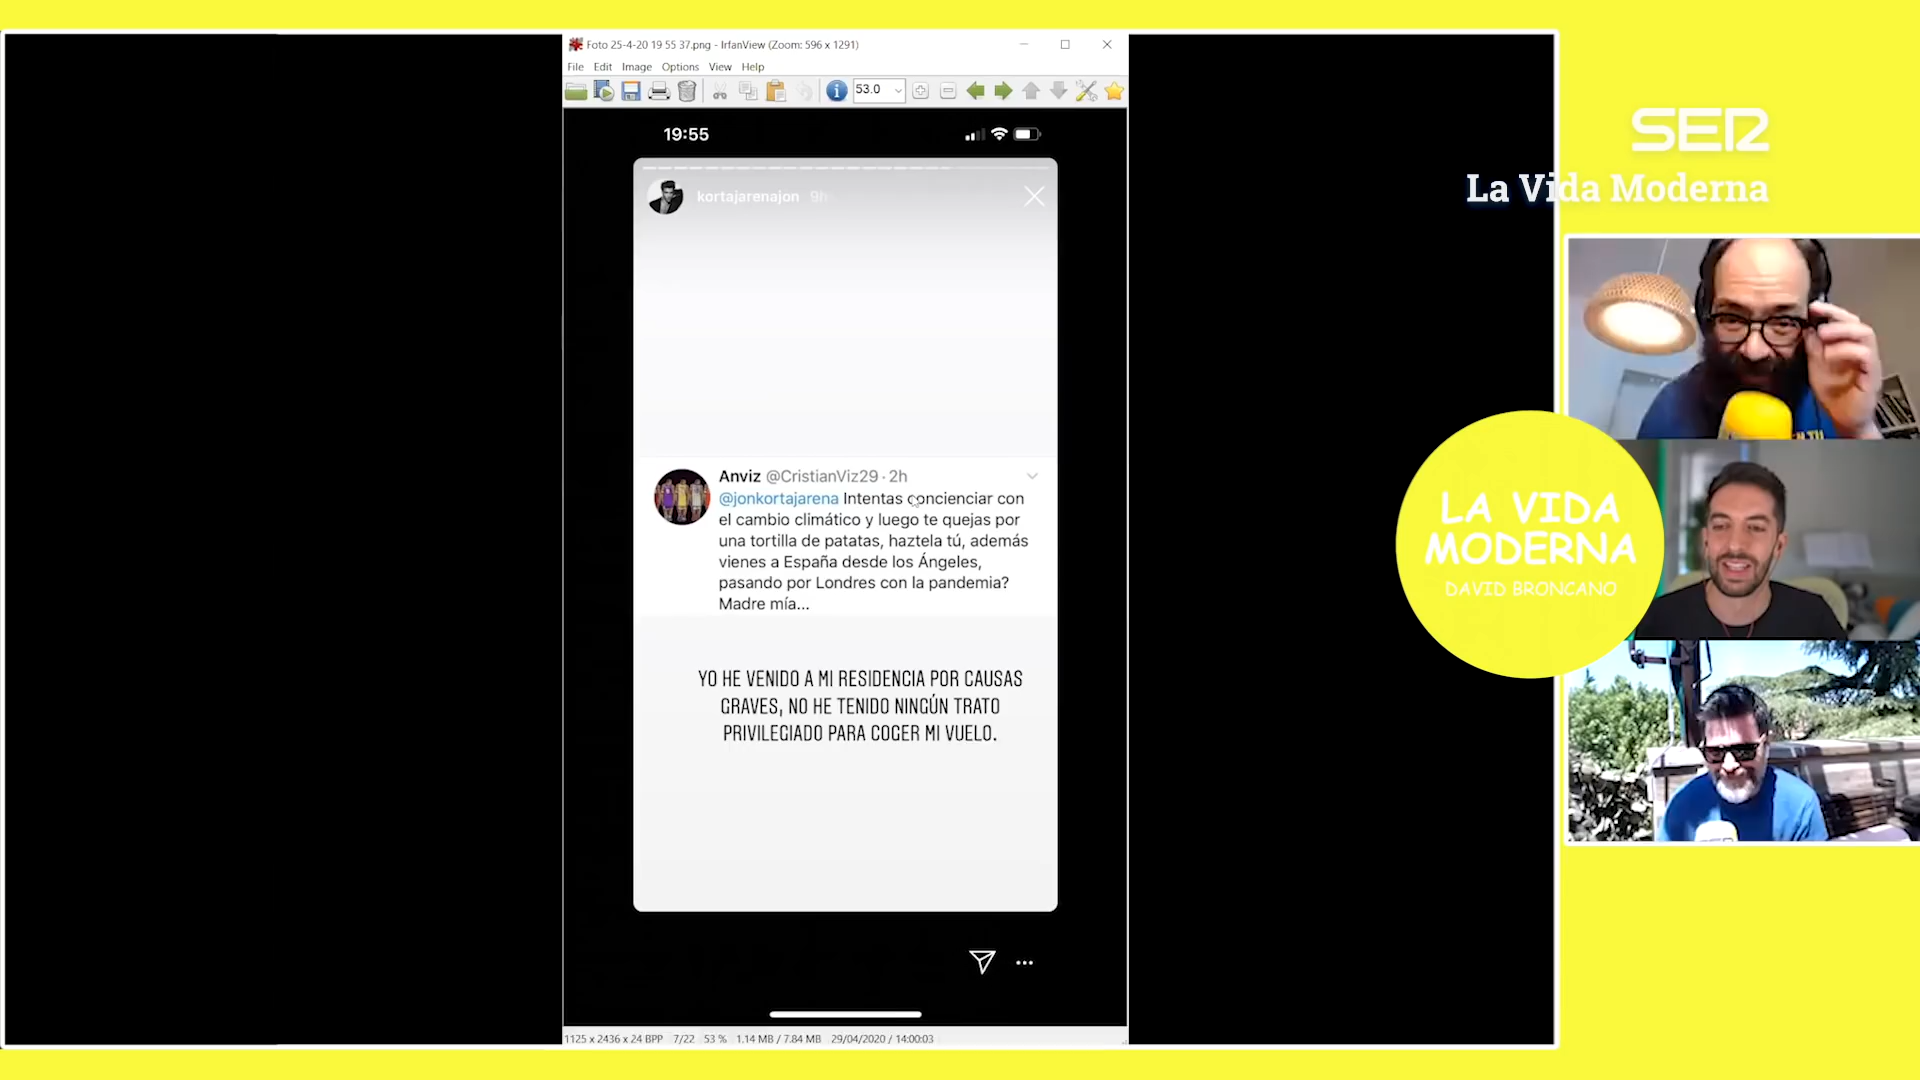 Foto 25-4-20 19 55 37.png - IrfanView (Zoom: 596 x 1291)
File Edit Image Options View Help
53.0
19:55
kortajarenajon 9h
Anviz @CristianViz29 · 2h
@jonkortajarena Intentas concienciar con
el cambio climático y luego te quejas por
una tortilla de patatas, haztela tú, además
vienes a España desde los Ángeles,
pasando por Londres con la pandemia?
Madre mía...
YO HE VENIDO A MI RESIDENCIA POR CAUSAS
GRAVES, NO HE TENIDO NINGÚN TRATO
PRIVILEGIADO PARA COGER MI VUELO.
1125 x 2436 x 24 BPP 7/22 53 % 1.14 MB / 7.84 MB 29/04/2020 / 14:00:03
SER
La Vida Moderna
LA VIDA
MODERNA
DAVID BRONCANO